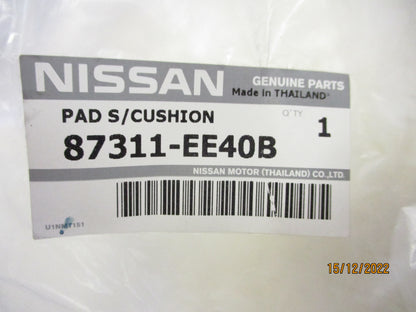 NISSAN
GENUINE PARTS
Made in THAILAND
PAD S/CUSHION
Q'TY 1
87311-EE40B
NISSAN MOTOR (THAILAND) CO.,LTD.
U1NMT151
15/12/2022